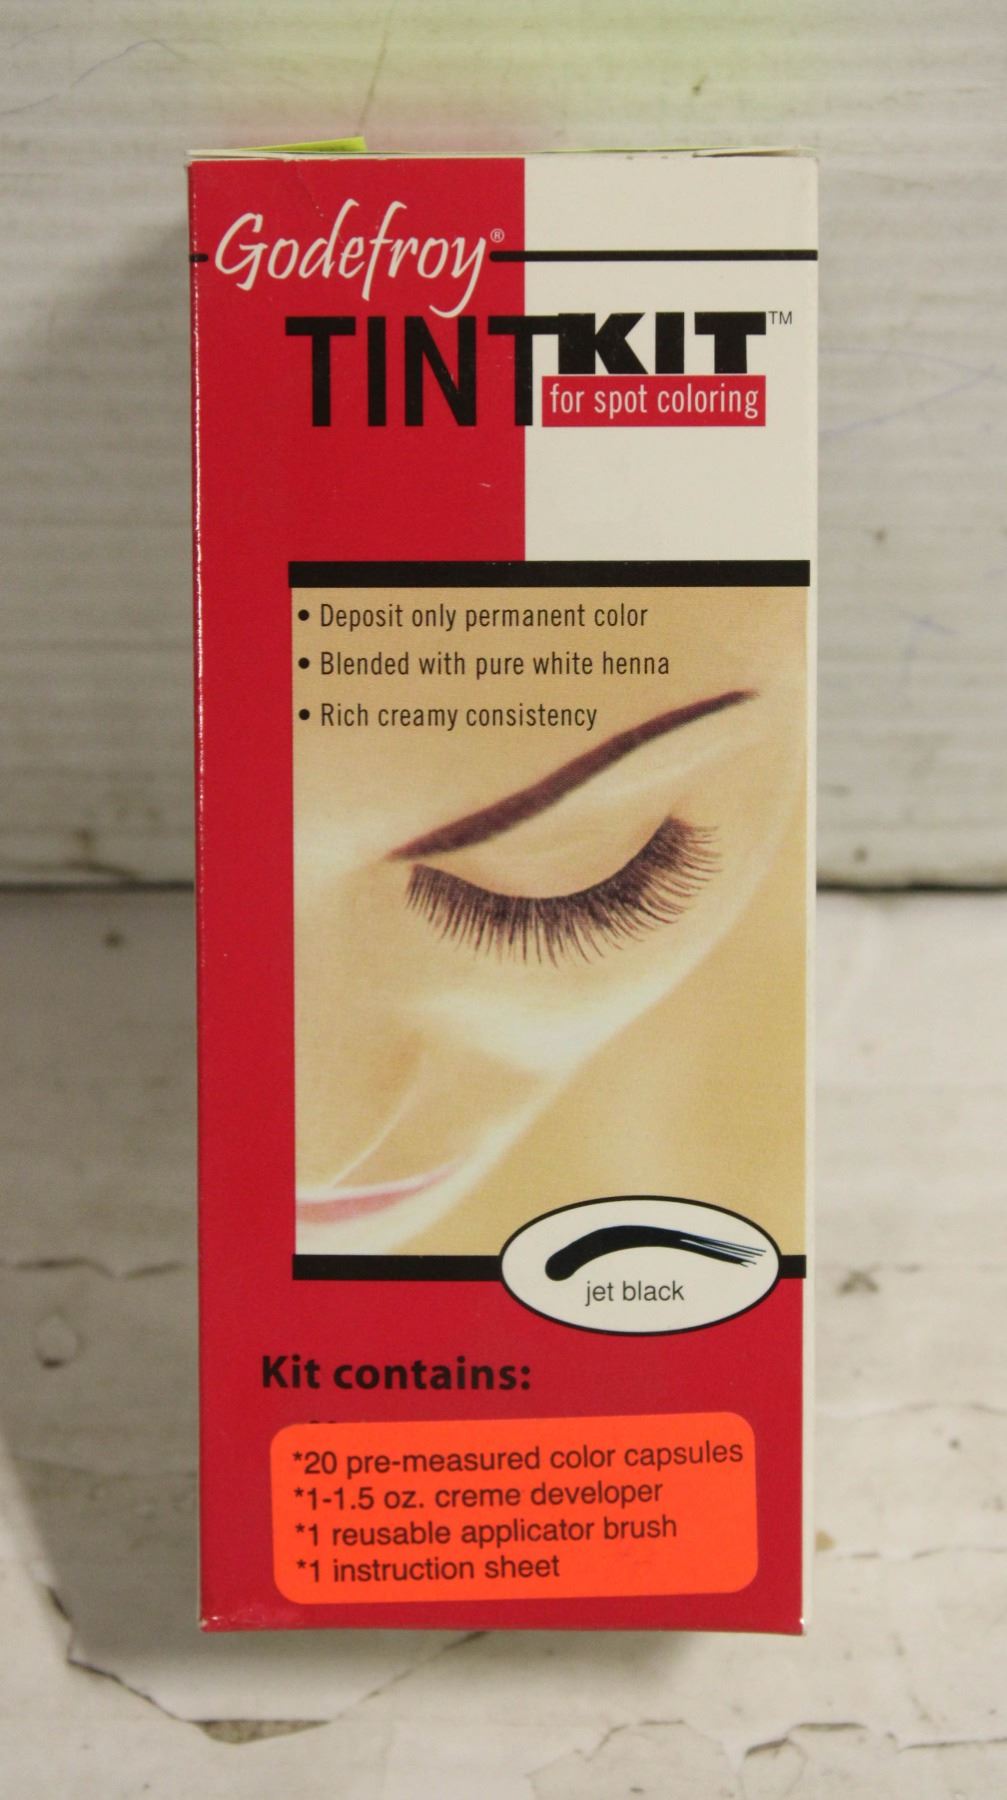 Godefroy®
TINT KIT™
for spot coloring
• Deposit only permanent color
• Blended with pure white henna
• Rich creamy consistency
jet black
Kit contains:
*20 pre-measured color capsules
*1-1.5 oz. creme developer
*1 reusable applicator brush
*1 instruction sheet